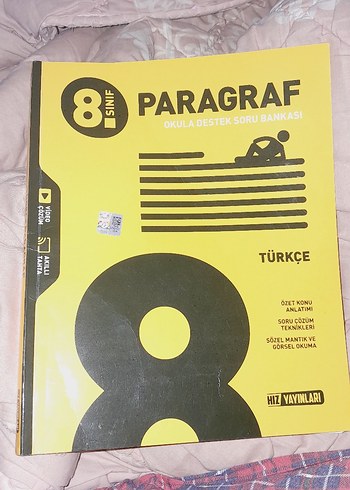 8.
SINIF
PARAGRAF
OKULA DESTEK SORU BANKASI
VİDEO
ÇÖZÜM
AKILLI
TAHTA
TÜRKÇE
ÖZET KONU
ANLATIMI
SORU ÇÖZÜM
TEKNİKLERİ
SÖZEL MANTIK VE
GÖRSEL OKUMA
HIZ YAYINLARI
8